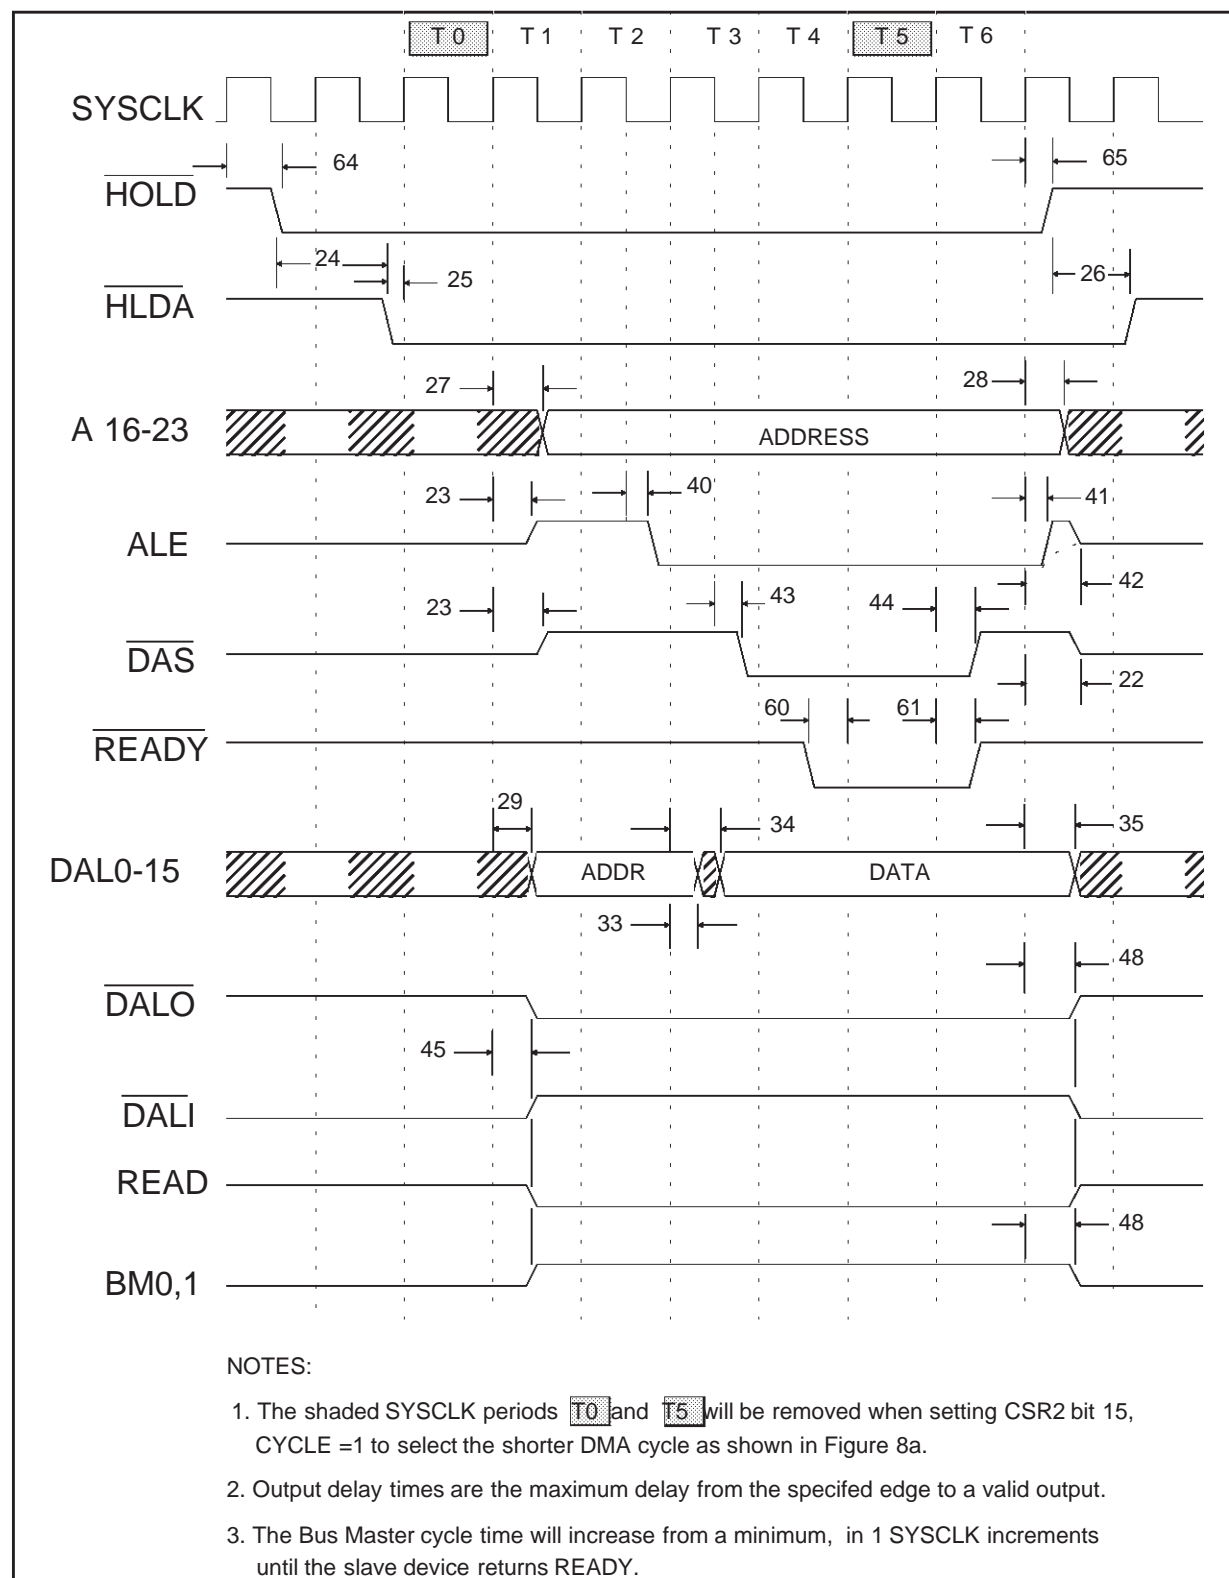 T 0 T 1 T 2 T 3 T 4 T 5 T 6
SYSCLK
64 65
HOLD
24 25 26
HLDA
27 28
A 16-23 ADDRESS
23 40 41
ALE
42
23 43 44
DAS
22
60 61
READY
29 34 35
DAL0-15 ADDR DATA
33
48
DALO
45
DALI
READ
48
BM0,1
NOTES:
1. The shaded SYSCLK periods T0 and T5 will be removed when setting CSR2 bit 15,
CYCLE =1 to select the shorter DMA cycle as shown in Figure 8a.
2. Output delay times are the maximum delay from the specifed edge to a valid output.
3. The Bus Master cycle time will increase from a minimum, in 1 SYSCLK increments
until the slave device returns READY.